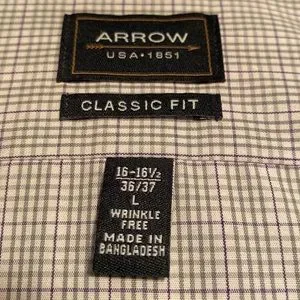 ARROW
USA • 1851
CLASSIC FIT
16-16½
36/37
L
WRINKLE
FREE
MADE IN
BANGLADESH